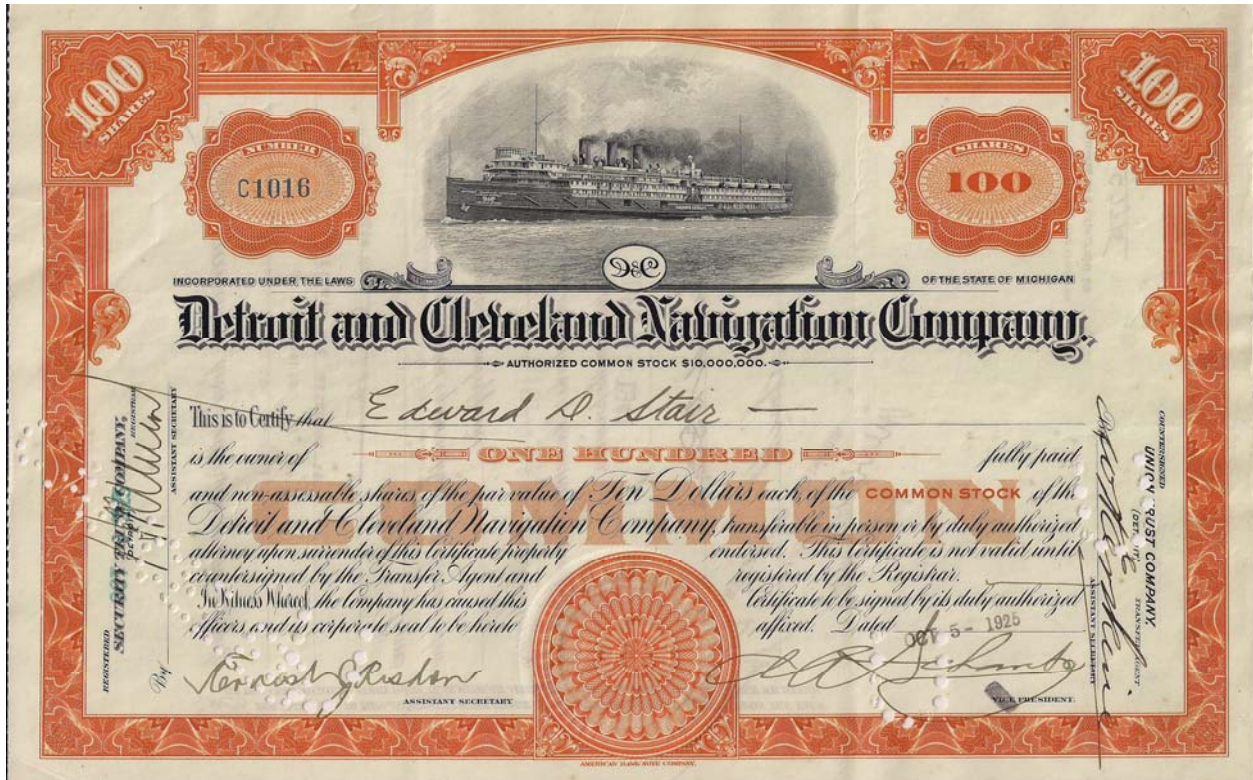 100
SHARES
100
SHARES
NUMBER
C1016
SHARES
100
D&C
INCORPORATED UNDER THE LAWS
OF THE STATE OF MICHIGAN
Detroit and Cleveland Navigation Company.
AUTHORIZED COMMON STOCK $10,000,000.
This is to Certify that Edward D. Stair
is the owner of ONE HUNDRED fully paid
and non-assessable shares of the par value of Ten Dollars each, of the COMMON STOCK of the
COMMON
Detroit and Cleveland Navigation Company, transferable in person or by duly authorized
attorney upon surrender of this Certificate properly endorsed. This Certificate is not valid until
countersigned by the Transfer Agent and registered by the Registrar.
In Witness Whereof, the Company has caused this Certificate to be signed by its duly authorized
officers and its corporate seal to be hereto affixed. Dated OCT 5 - 1925
ASSISTANT SECRETARY
VICE PRESIDENT.
REGISTERED
SECURITY TRUST COMPANY,
REGISTRAR
By
ASSISTANT SECRETARY
COUNTERSIGNED
UNION TRUST COMPANY,
(DETROIT)
TRANSFER AGENT
ASSISTANT SECRETARY
AMERICAN BANK NOTE COMPANY.